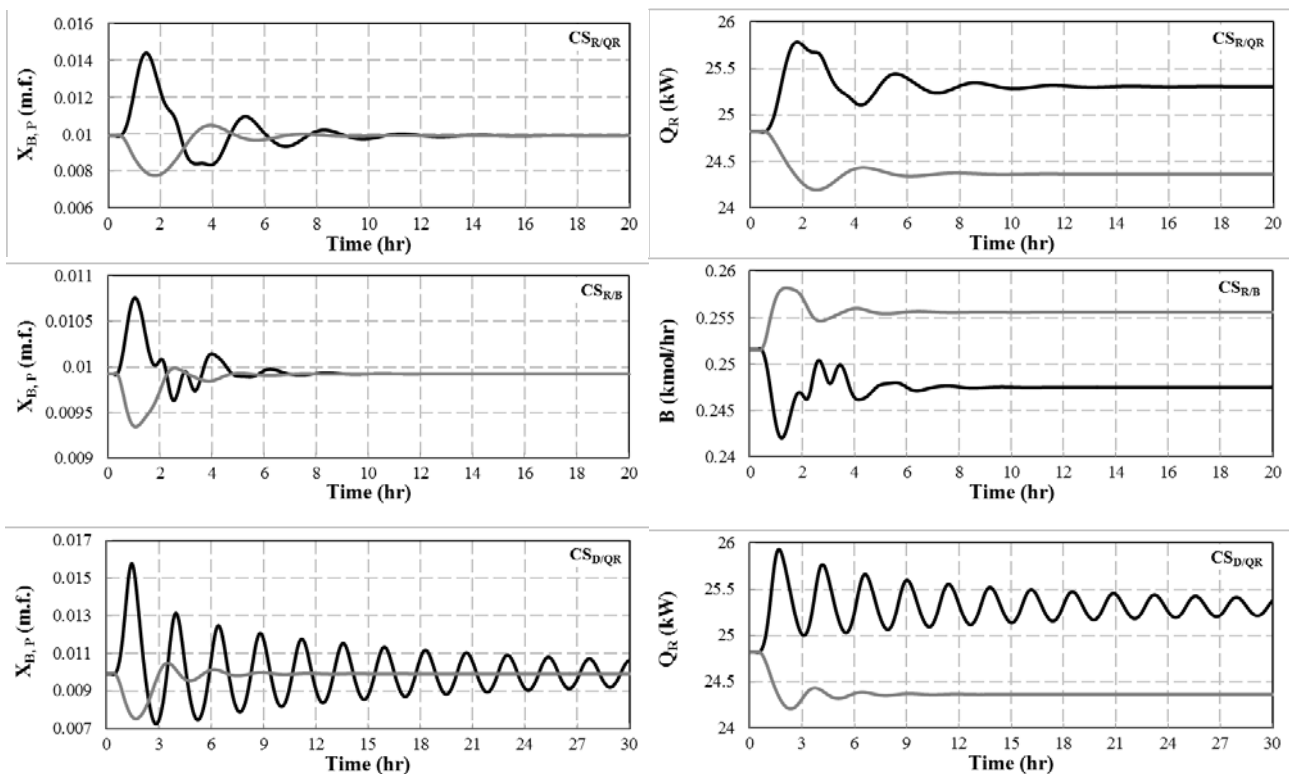 0.016
0.014
0.012
0.01
0.008
0.006
X_B, P (m.f.)
CS_R/QR
0 2 4 6 8 10 12 14 16 18 20
Time (hr)
26
25.5
25
24.5
24
Q_R (kW)
CS_R/QR
0 2 4 6 8 10 12 14 16 18 20
Time (hr)
0.011
0.0105
0.01
0.0095
0.009
X_B, P (m.f.)
CS_R/B
0 2 4 6 8 10 12 14 16 18 20
Time (hr)
0.26
0.255
0.25
0.245
0.24
B (kmol/hr)
CS_R/B
0 2 4 6 8 10 12 14 16 18 20
Time (hr)
0.017
0.015
0.013
0.011
0.009
0.007
X_B, P (m.f.)
CS_D/QR
0 3 6 9 12 15 18 21 24 27 30
Time (hr)
26
25.5
25
24.5
24
Q_R (kW)
CS_D/QR
0 3 6 9 12 15 18 21 24 27 30
Time (hr)